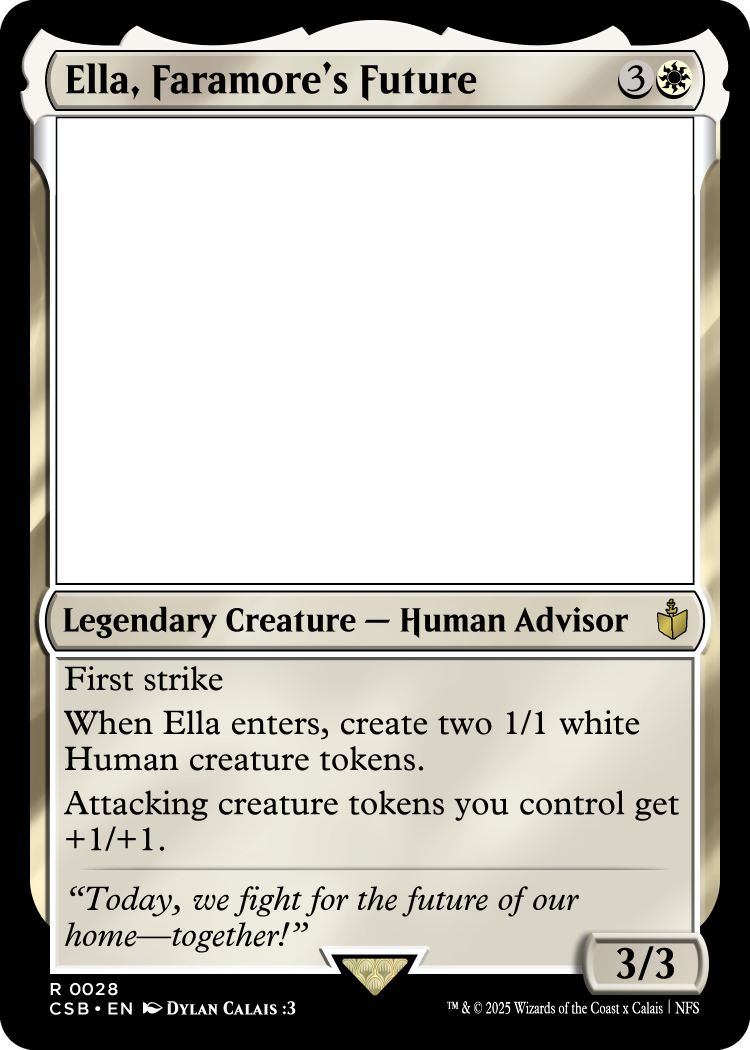 Ella, Faramore's Future 3
Legendary Creature — Human Advisor
First strike
When Ella enters, create two 1/1 white
Human creature tokens.
Attacking creature tokens you control get
+1/+1.
“Today, we fight for the future of our
home—together!”
3/3
R 0028
CSB • EN DYLAN CALAIS :3
™ & © 2025 Wizards of the Coast x Calais | NFS